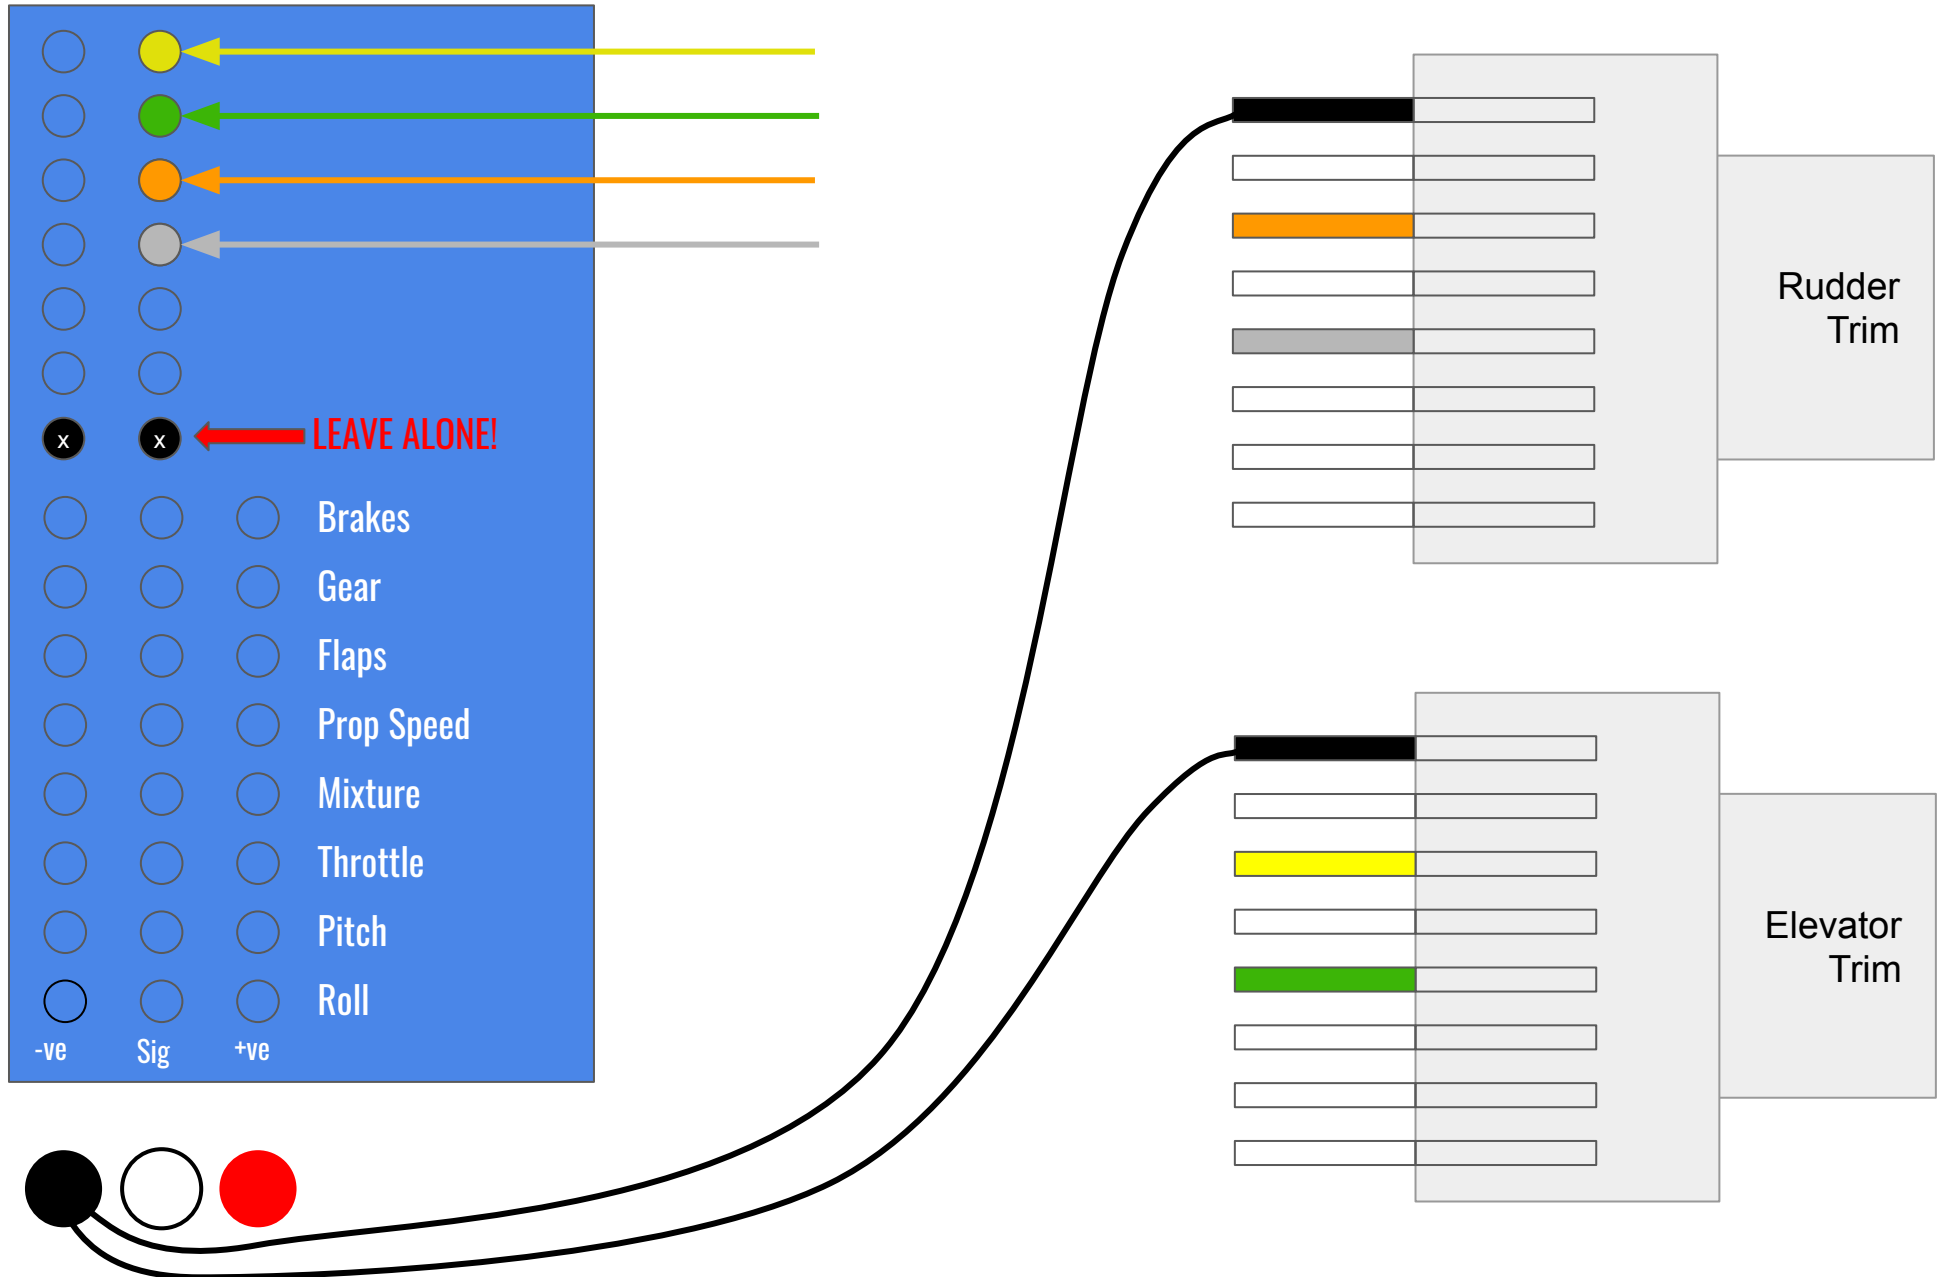 x x
LEAVE ALONE!
Brakes
Gear
Flaps
Prop Speed
Mixture
Throttle
Pitch
Roll
-ve Sig +ve
Rudder
Trim
Elevator
Trim